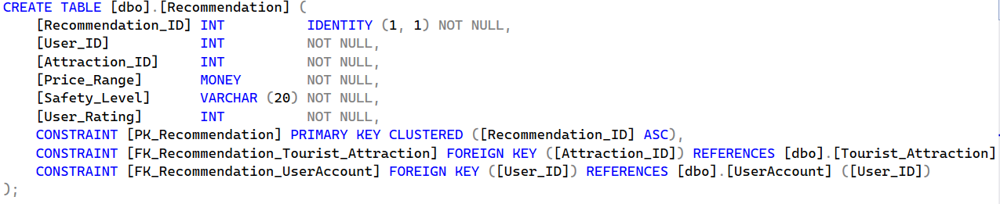 CREATE TABLE [dbo].[Recommendation] (
    [Recommendation_ID] INT          IDENTITY (1, 1) NOT NULL,
    [User_ID]           INT          NOT NULL,
    [Attraction_ID]     INT          NOT NULL,
    [Price_Range]       MONEY        NOT NULL,
    [Safety_Level]      VARCHAR (20) NOT NULL,
    [User_Rating]       INT          NOT NULL,
    CONSTRAINT [PK_Recommendation] PRIMARY KEY CLUSTERED ([Recommendation_ID] ASC),
    CONSTRAINT [FK_Recommendation_Tourist_Attraction] FOREIGN KEY ([Attraction_ID]) REFERENCES [dbo].[Tourist_Attraction]
    CONSTRAINT [FK_Recommendation_UserAccount] FOREIGN KEY ([User_ID]) REFERENCES [dbo].[UserAccount] ([User_ID])
);